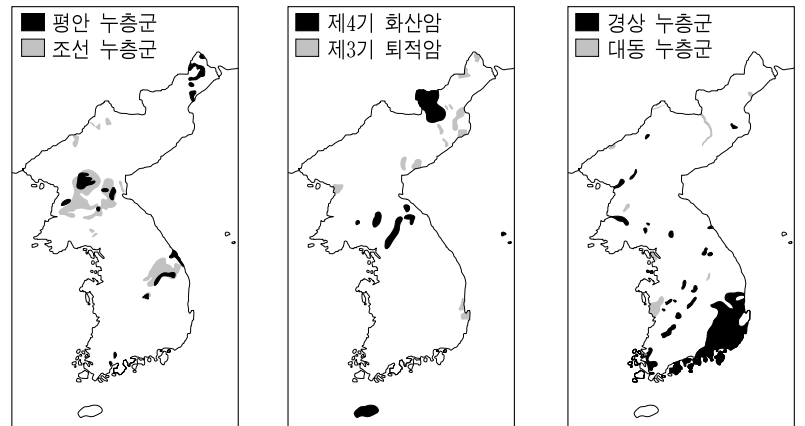 평안 누층군
조선 누층군
제4기 화산암
제3기 퇴적암
경상 누층군
대동 누층군